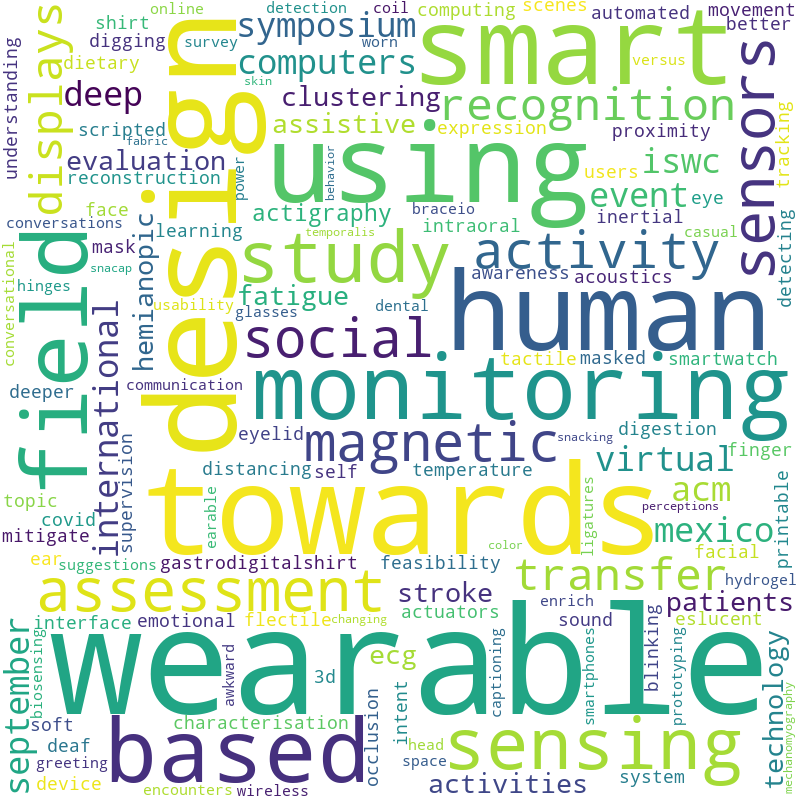 online
detection
coil
computing
scenes
automated
movement
shirt
symposium
worn
smart
better
digging
survey
versus
dietary
computers
skin
deep
clustering
recognition
understanding
displays
design
scripted
assistive
expression
proximity
sensors
tracking
fabric
evaluation
using
iswc
reconstruction
power
behavior
users
event
eye
face
actigraphy
braceio
inertial
conversations
hemianopic
learning
intraoral
temporalis
casual
mask
study
activity
detecting
conversational
field
snacap
hinges
awareness
acoustics
human
usability
fatigue
glasses
dental
international
social
tactile
masked
smartwatch
deeper
communication
monitoring
eyelid
magnetic
snacking
digestion
finger
supervision
distancing
self
temperature
virtual
topic
towards
ligatures
acm
printable
covid
earable
perceptions
mexico
mitigate
color
facial
ear
suggestions
gastrodigitalshirt
feasibility
transfer
hydrogel
assessment
stroke
patients
actuators
enrich
september
interface
emotional
flectile
changing
sound
eslucent
wearable
biosensing
awkward
3d
ecg
captioning
smartphones
blinking
prototyping
technology
mechanomyography
soft
based
characterisation
occlusion
intent
sensing
deaf
head
greeting
space
device
encounters
wireless
activities
system